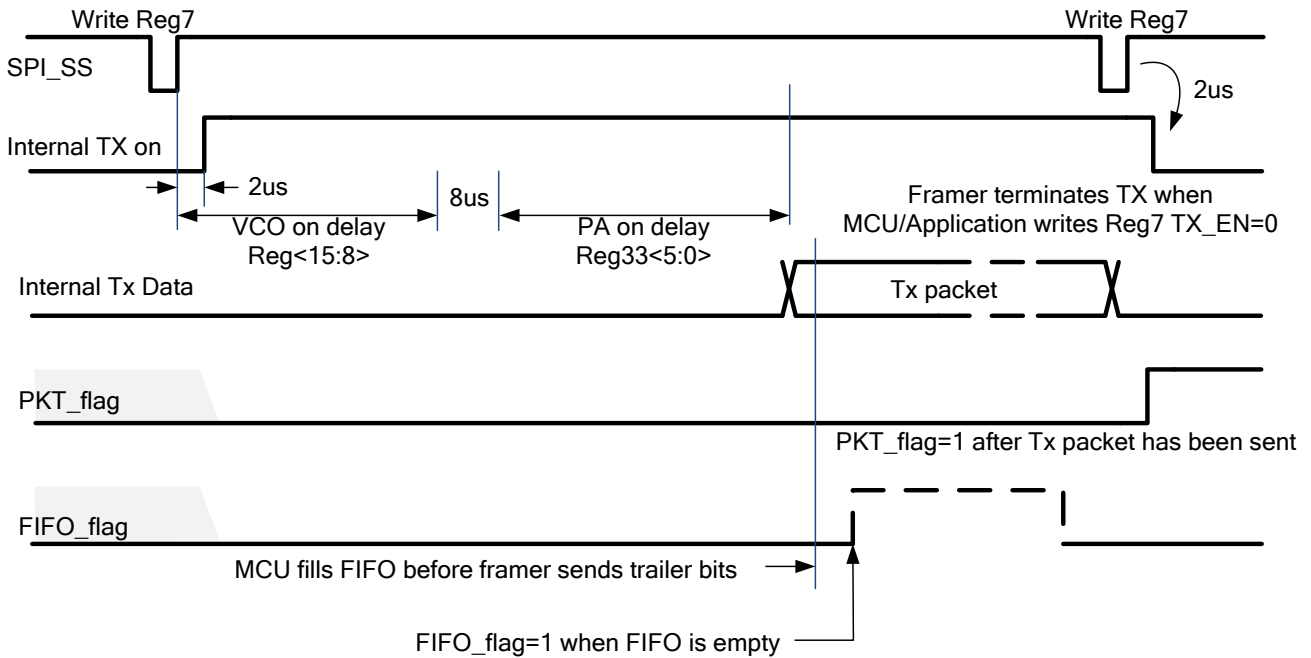 Write Reg7
Write Reg7
SPI_SS
2us
Internal TX on
2us
8us
Framer terminates TX when
MCU/Application writes Reg7 TX_EN=0
VCO on delay
Reg<15:8>
PA on delay
Reg33<5:0>
Internal Tx Data
Tx packet
PKT_flag
PKT_flag=1 after Tx packet has been sent
FIFO_flag
MCU fills FIFO before framer sends trailer bits
FIFO_flag=1 when FIFO is empty